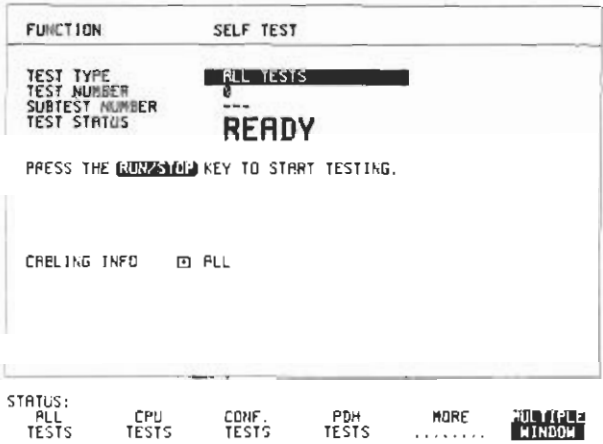 FUNCTION SELF TEST
TEST TYPE ALL TESTS
TEST NUMBER 0
SUBTEST NUMBER ---
TEST STATUS READY
PRESS THE RUN/STOP KEY TO START TESTING.
CABLING INFO ALL
STATUS:
ALL TESTS CPU TESTS CONF. TESTS PDH TESTS MORE ........ MULTIPLE WINDOW